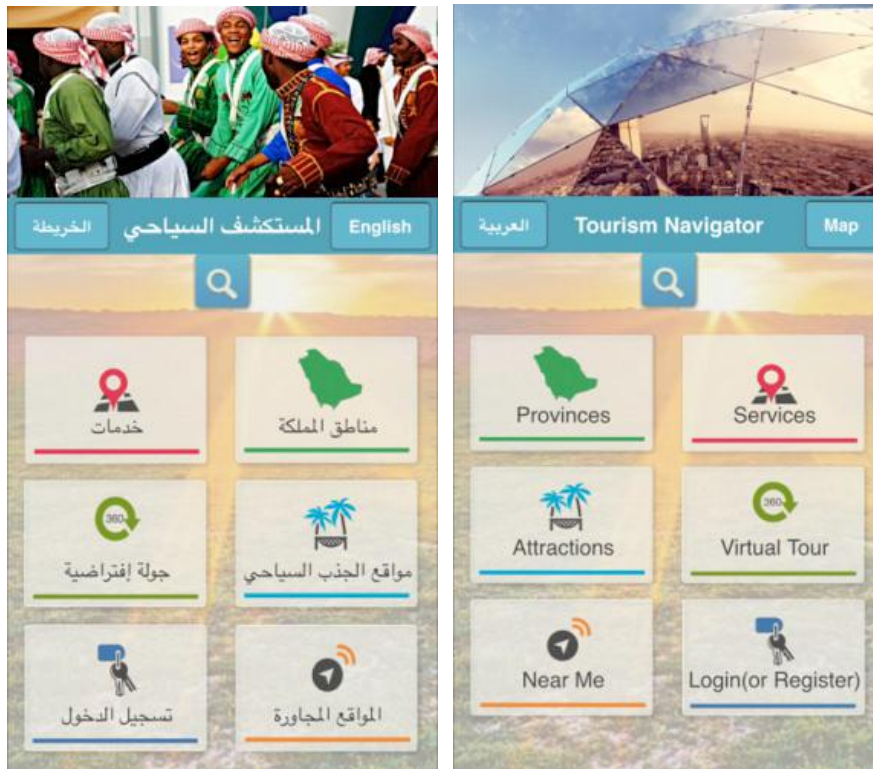 English
المستكشف السياحي
الخريطة
مناطق المملكة
خدمات
مواقع الجذب السياحي
360
جولة إفتراضية
المواقع المجاورة
تسجيل الدخول
العربية
Tourism Navigator
Map
Provinces
Services
Attractions
360
Virtual Tour
Near Me
Login(or Register)